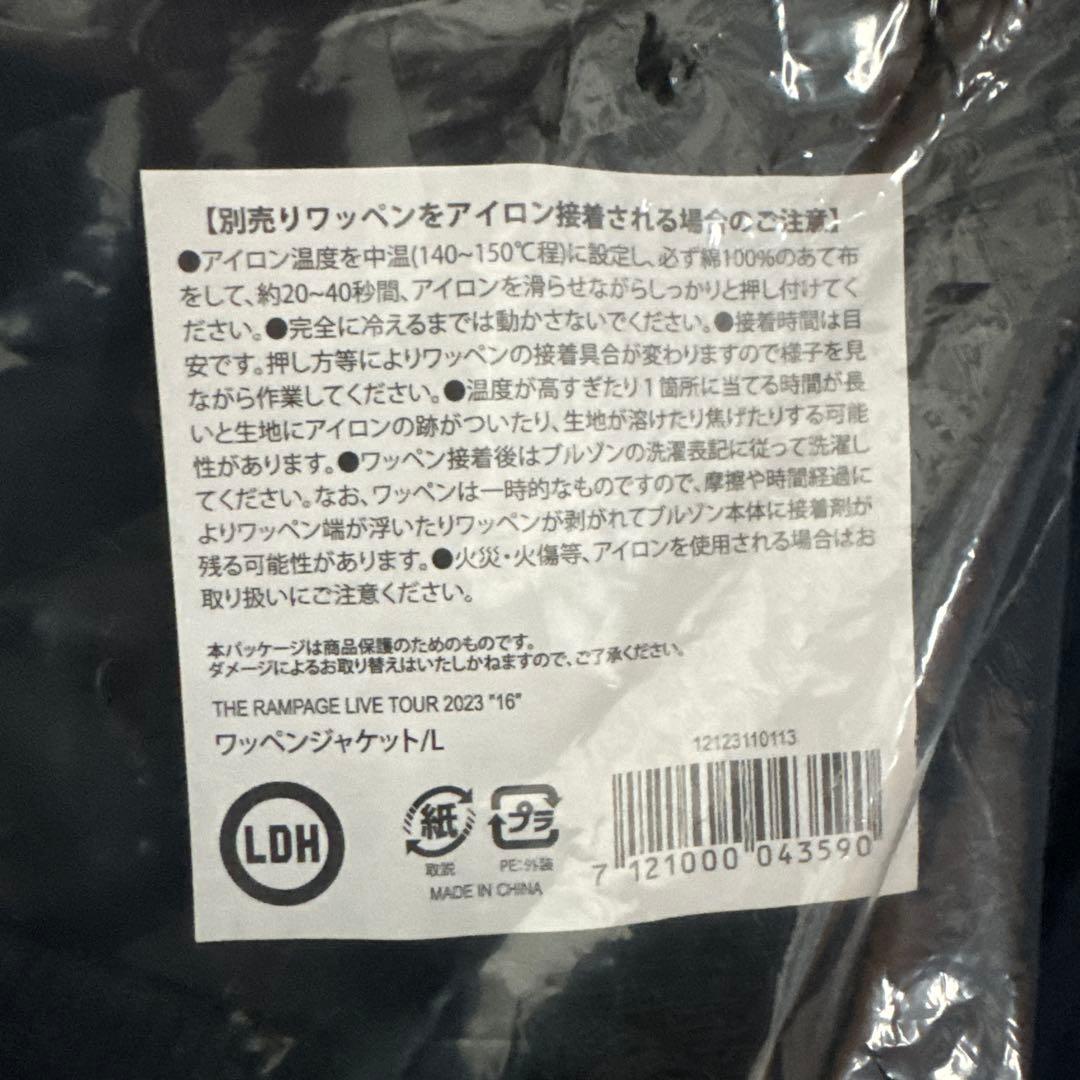 【別売りワッペンをアイロン接着される場合のご注意】
●アイロン温度を中温(140~150℃程)に設定し、必ず綿100%のあて布
をして、約20~40秒間、アイロンを滑らせながらしっかりと押し付けてく
ださい。●完全に冷えるまでは動かさないでください。●接着時間は目
安です。押し方等によりワッペンの接着具合が変わりますので様子を見
ながら作業してください。●温度が高すぎたり1箇所に当てる時間が長
いと生地にアイロンの跡がついたり、生地が溶けたり焦げたりする可能
性があります。●ワッペン接着後はブルゾンの洗濯表記に従って洗濯し
てください。なお、ワッペンは一時的なものですので、摩擦や時間経過に
よりワッペン端が浮いたりワッペンが剥がれてブルゾン本体に接着剤が
残る可能性があります。●火災・火傷等、アイロンを使用される場合はお
取り扱いにご注意ください。
本パッケージは商品保護のためのものです。
ダメージによるお取り替えはいたしかねますので、ご了承ください。
THE RAMPAGE LIVE TOUR 2023 "16"
ワッペンジャケット/L
12123110113
LDH
紙
プラ
取説
PE:外装
MADE IN CHINA
7 121000 043590